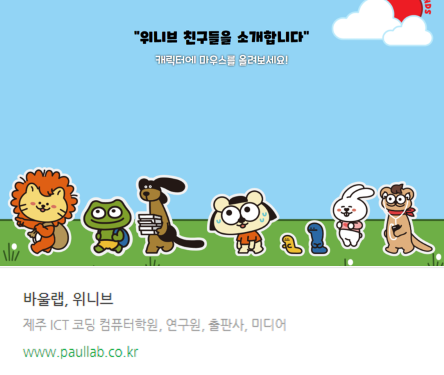 "위니브 친구들을 소개합니다"
캐릭터에 마우스를 올려보세요!
바울랩, 위니브
제주 ICT 코딩 컴퓨터학원, 연구원, 출판사, 미디어
www.paullab.co.kr